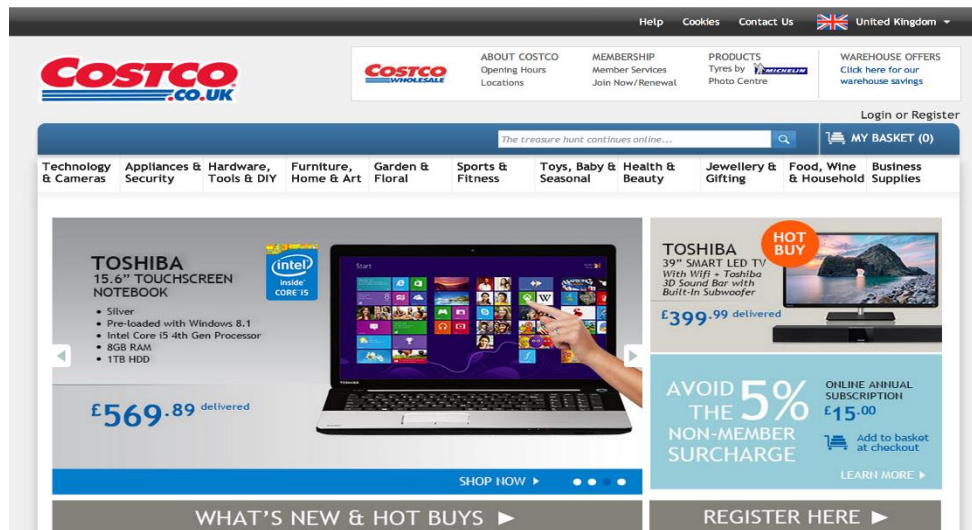 Help Cookies Contact Us United Kingdom
COSTCO
.CO.UK
COSTCO
WHOLESALE
ABOUT COSTCO
Opening Hours
Locations
MEMBERSHIP
Member Services
Join Now/Renewal
PRODUCTS
Tyres by MICHELIN
Photo Centre
WAREHOUSE OFFERS
Click here for our
warehouse savings
Login or Register
The treasure hunt continues online...
MY BASKET (0)
Technology
& Cameras
Appliances &
Security
Hardware,
Tools & DIY
Furniture,
Home & Art
Garden &
Floral
Sports &
Fitness
Toys, Baby &
Seasonal
Health &
Beauty
Jewellery &
Gifting
Food, Wine
& Household
Business
Supplies
TOSHIBA
15.6” TOUCHSCREEN
NOTEBOOK
• Silver
• Pre-loaded with Windows 8.1
• Intel Core i5 4th Gen Processor
• 8GB RAM
• 1TB HDD
£569.89 delivered
intel
inside
CORE i5
Start
W
TOSHIBA
SHOP NOW
HOT
BUY
TOSHIBA
39” SMART LED TV
With Wifi + Toshiba
3D Sound Bar with
Built-In Subwoofer
£399.99 delivered
AVOID
THE
5%
NON-MEMBER
SURCHARGE
ONLINE ANNUAL
SUBSCRIPTION
£15.00
Add to basket
at checkout
LEARN MORE
WHAT'S NEW & HOT BUYS
REGISTER HERE